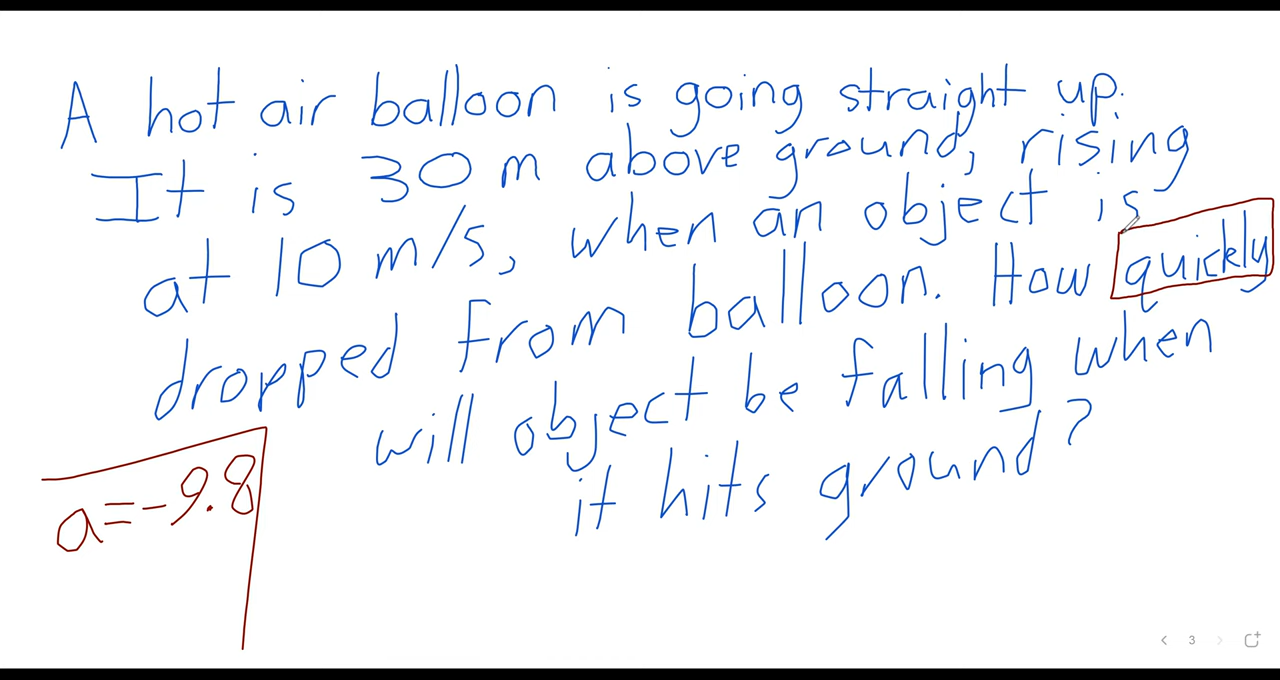 A hot air balloon is going straight up.
It is 30 m above ground, rising
at 10 m/s, when an object is
dropped from balloon. How quickly
will object be falling when
it hits ground?
a=-9.8
3